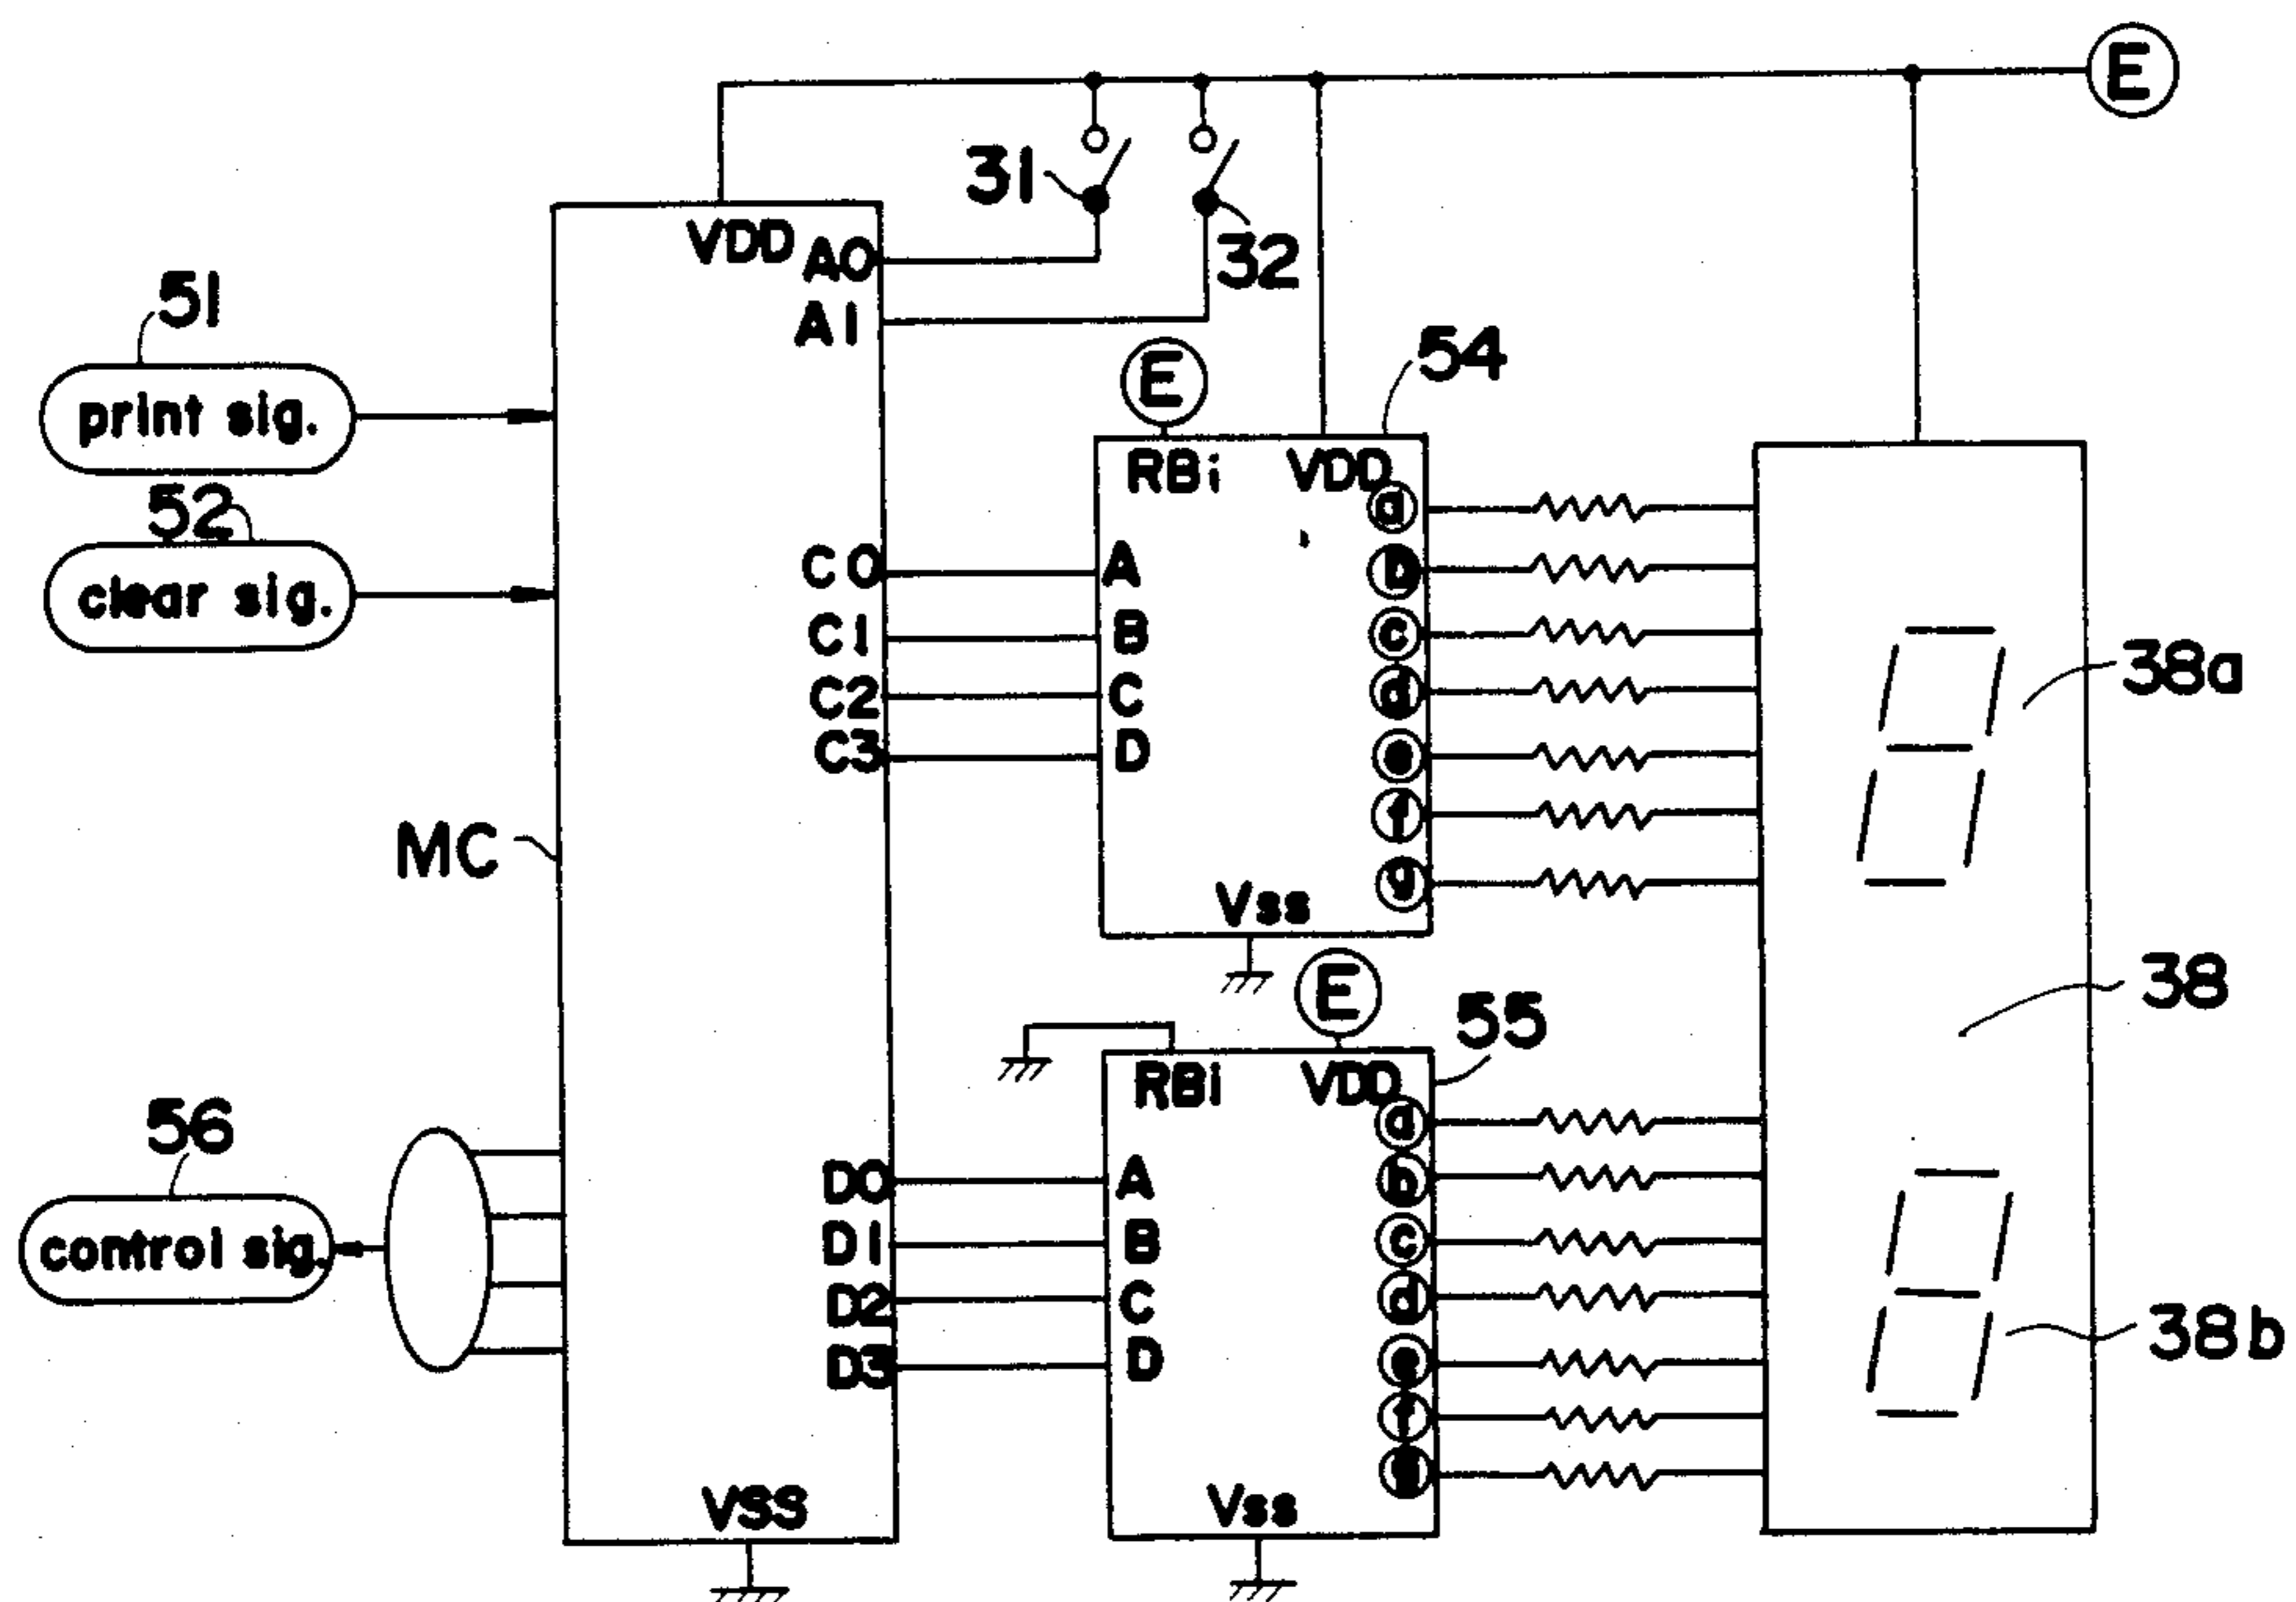 E
31
32
VDD
A0
A1
51
print sig.
52
clear sig.
E
54
RBi VDD
a
b
c
d
e
f
g
C0 A
C1 B
C2 C
C3 D
Vss
38a
38
MC
E
55
RBi VDD
a
b
c
d
e
f
g
56
control sig.
D0 A
D1 B
D2 C
D3 D
Vss
38b
VSS